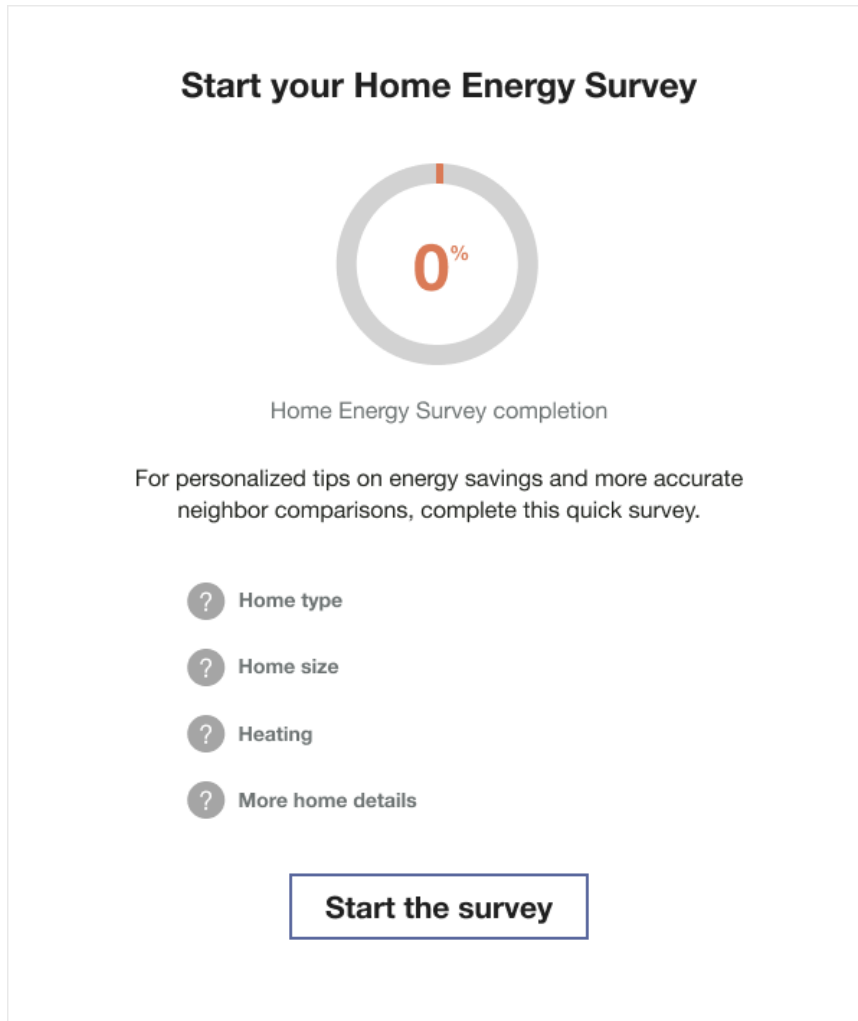 Start your Home Energy Survey
0%
Home Energy Survey completion
For personalized tips on energy savings and more accurate
neighbor comparisons, complete this quick survey.
? Home type
? Home size
? Heating
? More home details
Start the survey